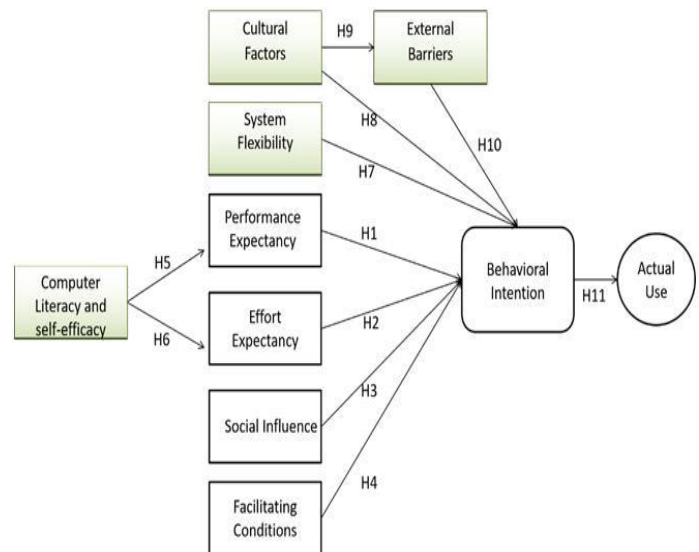 Cultural
Factors
H9
External
Barriers
H8
H10
System
Flexibility
H7
Performance
Expectancy
H1
H5
Computer
Literacy and
self-efficacy
H6
Effort
Expectancy
H2
Behavioral
Intention
H11
Actual
Use
Social Influence
H3
H4
Facilitating
Conditions